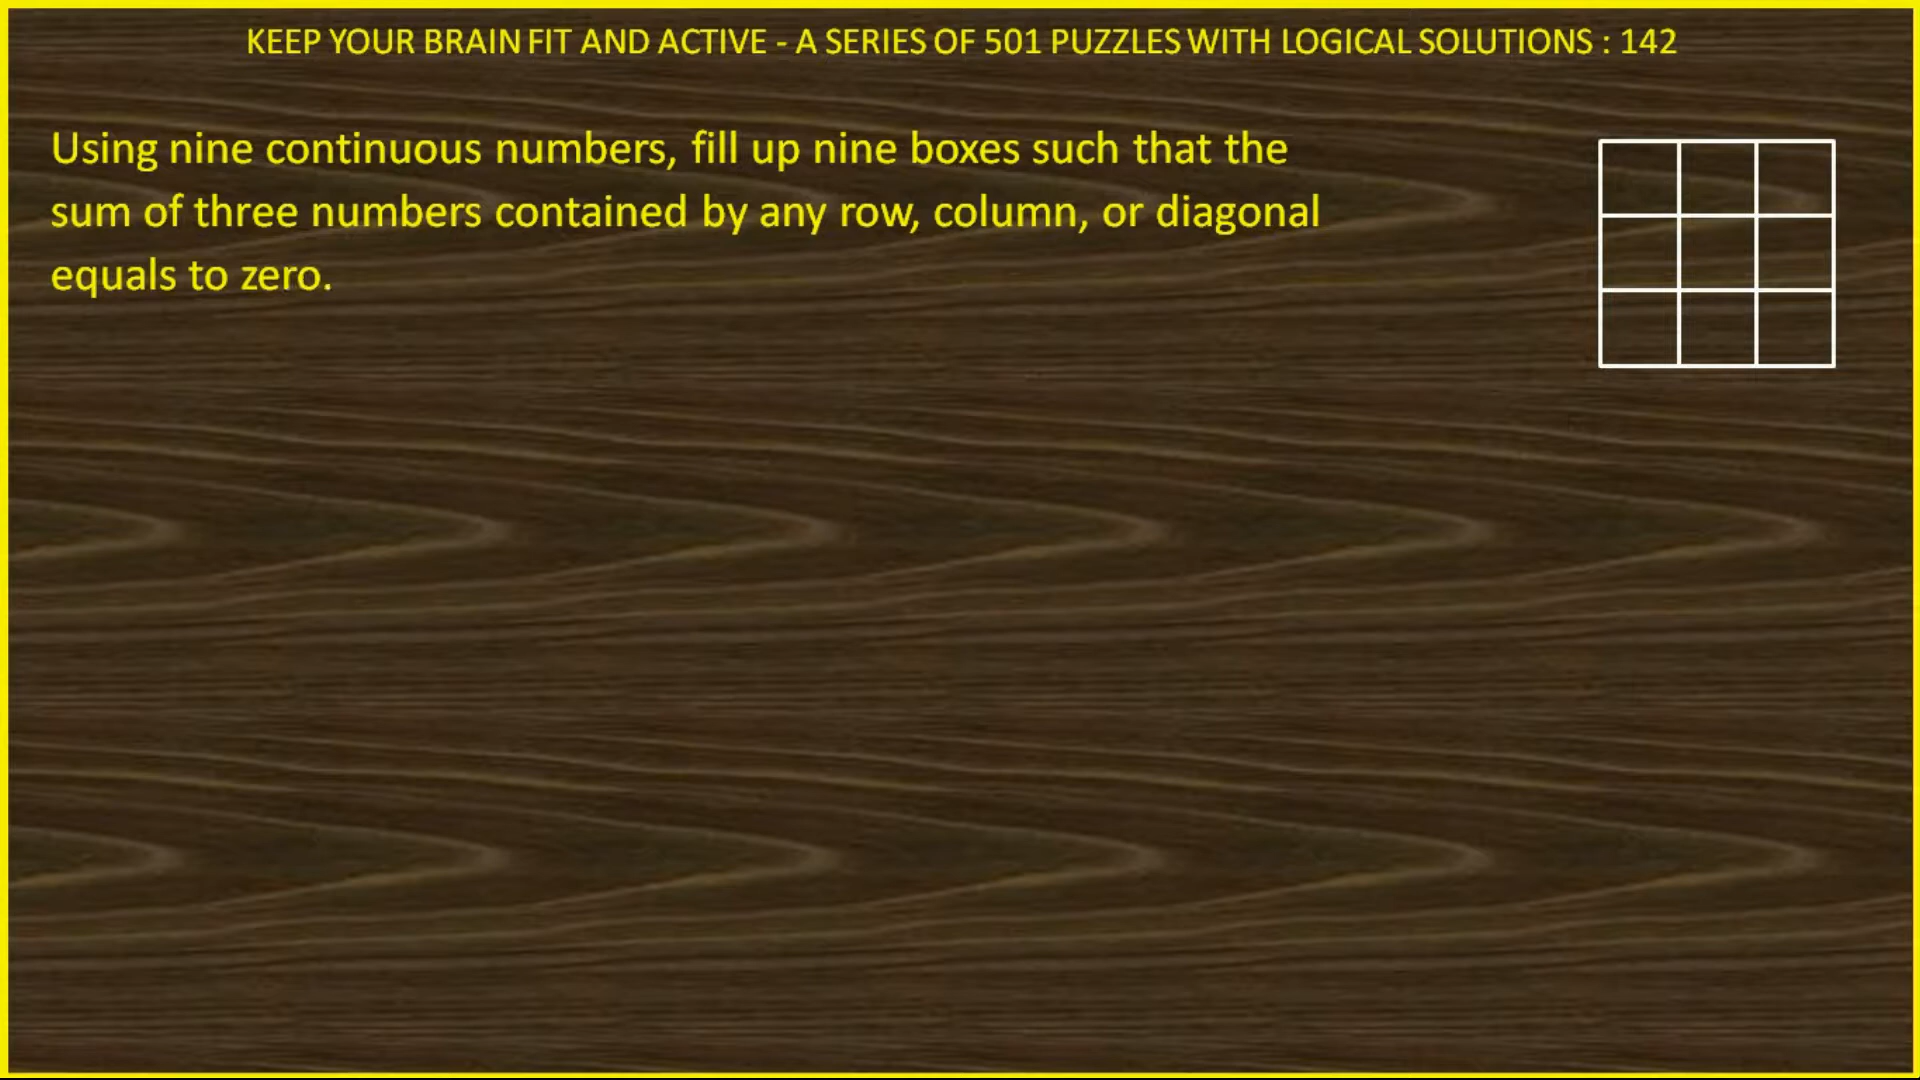 KEEP YOUR BRAIN FIT AND ACTIVE - A SERIES OF 501 PUZZLES WITH LOGICAL SOLUTIONS : 142
Using nine continuous numbers, fill up nine boxes such that the
sum of three numbers contained by any row, column, or diagonal
equals to zero.